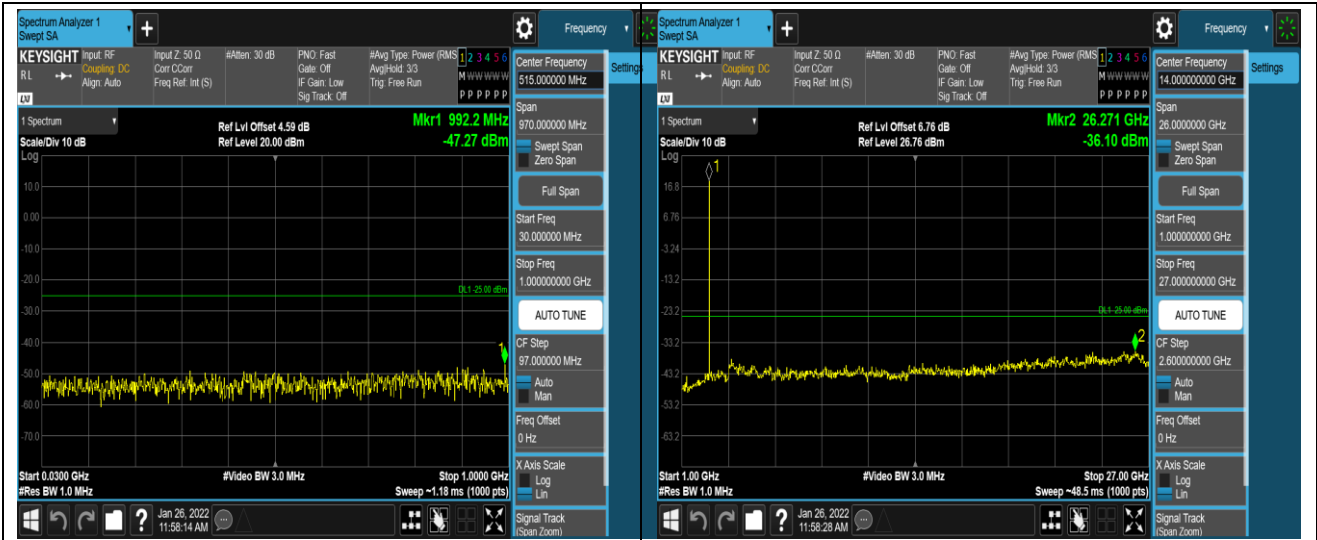 Spectrum Analyzer 1
Swept SA
Frequency
KEYSIGHT
Input: RF
Input Z: 50 Ω
#Atten: 30 dB
PNO: Fast
#Avg Type: Power (RMS
1 2 3 4 5 6
RL
Coupling: DC
Corr CCorr
Gate: Off
Avg|Hold: 3/3
M W W W W W
Align: Auto
Freq Ref: Int (S)
IF Gain: Low
Trig: Free Run
Sig Track: Off
P P P P P P
LXI
Center Frequency
515.000000 MHz
Settings
1 Spectrum
Ref Lvl Offset 4.59 dB
Mkr1 992.2 MHz
Scale/Div 10 dB
Ref Level 20.00 dBm
-47.27 dBm
Log
10.0
0.00
-10.0
-20.0
DL1 -25.00 dBm
-30.0
-40.0
1
-50.0
-60.0
-70.0
Start 0.0300 GHz
#Video BW 3.0 MHz
Stop 1.0000 GHz
#Res BW 1.0 MHz
Sweep ~1.18 ms (1000 pts)
Span
970.000000 MHz
Swept Span
Zero Span
Full Span
Start Freq
30.000000 MHz
Stop Freq
1.000000000 GHz
AUTO TUNE
CF Step
97.000000 MHz
Auto
Man
Freq Offset
0 Hz
X Axis Scale
Log
Lin
Signal Track
(Span Zoom)
?
Jan 26, 2022
11:58:14 AM
Spectrum Analyzer 1
Swept SA
Frequency
KEYSIGHT
Input: RF
Input Z: 50 Ω
#Atten: 30 dB
PNO: Fast
#Avg Type: Power (RMS
1 2 3 4 5 6
RL
Coupling: DC
Corr CCorr
Gate: Off
Avg|Hold: 3/3
M W W W W W
Align: Auto
Freq Ref: Int (S)
IF Gain: Low
Trig: Free Run
Sig Track: Off
P P P P P P
LXI
Center Frequency
14.000000000 GHz
Settings
1 Spectrum
Ref Lvl Offset 6.76 dB
Mkr2 26.271 GHz
Scale/Div 10 dB
Ref Level 26.76 dBm
-36.10 dBm
Log
1
16.8
6.76
-3.24
-13.2
-23.2
DL1 -25.00 dBm
-33.2
2
-43.2
-53.2
-63.2
Start 1.00 GHz
#Video BW 3.0 MHz
Stop 27.00 GHz
#Res BW 1.0 MHz
Sweep ~48.5 ms (1000 pts)
Span
26.0000000 GHz
Swept Span
Zero Span
Full Span
Start Freq
1.000000000 GHz
Stop Freq
27.000000000 GHz
AUTO TUNE
CF Step
2.600000000 GHz
Auto
Man
Freq Offset
0 Hz
X Axis Scale
Log
Lin
Signal Track
(Span Zoom)
?
Jan 26, 2022
11:58:28 AM